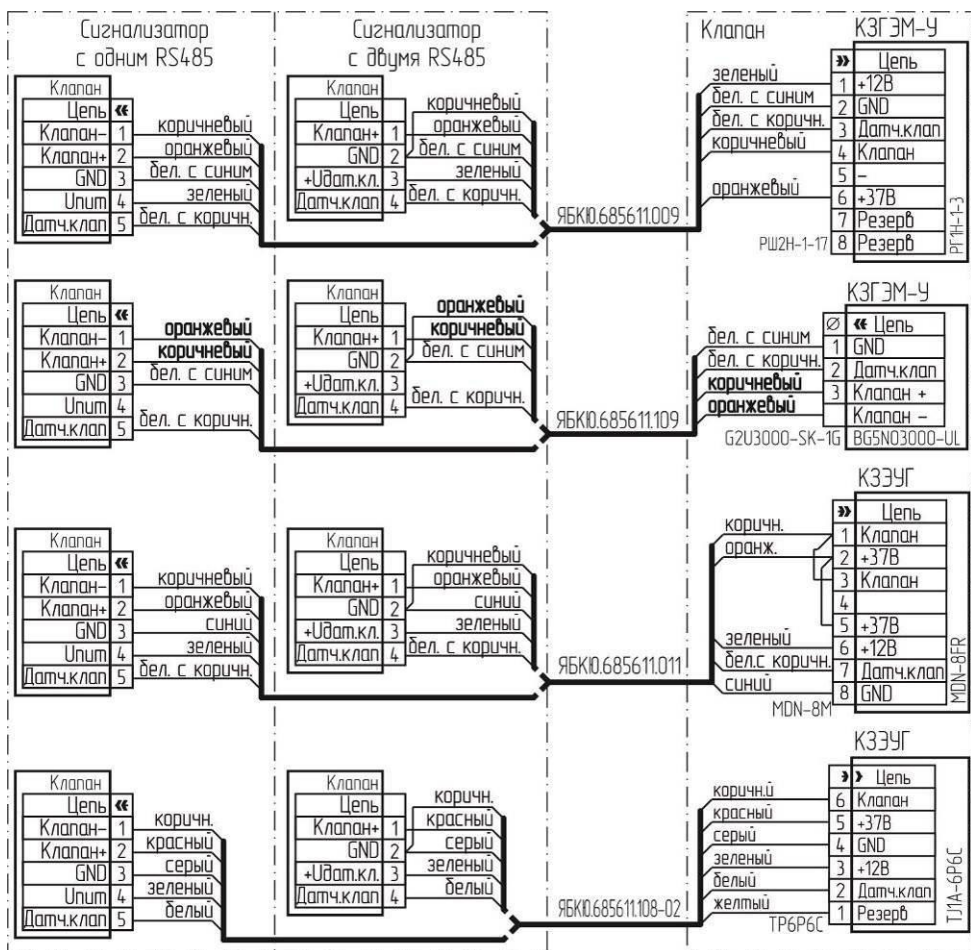 Сигнализатор
с одним RS485
Сигнализатор
с двумя RS485
Клапан
КЗГЭМ-У
Клапан
Цепь
Клапан- 1 коричневый
Клапан+ 2 оранжевый
GND 3 бел. с синим
Uпит 4 зеленый
Датч.клап 5 бел. с коричн.
Клапан
Цепь
коричневый
Клапан+ 1 оранжевый
GND 2 бел. с синим
+Uдат.кл. 3 зеленый
Датч.клап 4 бел. с коричн.
ЯБКЮ.685611.009
Цепь
зеленый 1 +12В
бел. с синим 2 GND
бел. с коричн. 3 Датч.клап
коричневый 4 Клапан
5 –
оранжевый 6 +37В
7 Резерв
8 Резерв
РШ2Н-1-17
РГ1Н-1-3
Клапан
Цепь
Клапан- 1 оранжевый
Клапан+ 2 коричневый
GND 3 бел. с синим
Uпит 4
Датч.клап 5 бел. с коричн.
Клапан
Цепь
оранжевый
Клапан+ 1 коричневый
GND 2 бел. с синим
+Uдат.кл. 3
Датч.клап 4 бел. с коричн.
ЯБКЮ.685611.109
КЗГЭМ-У
Ø Цепь
бел. с синим 1 GND
бел. с коричн. 2 Датч.клап
коричневый 3 Клапан +
оранжевый Клапан –
G2U3000-SK-1G
BG5N03000-UL
Клапан
Цепь
Клапан- 1 коричневый
Клапан+ 2 оранжевый
GND 3 синий
Uпит 4 зеленый
Датч.клап 5 бел. с коричн.
Клапан
Цепь
коричневый
Клапан+ 1 оранжевый
GND 2 синий
+Uдат.кл. 3 зеленый
Датч.клап 4 бел. с коричн.
ЯБКЮ.685611.011
КЗЭУГ
Цепь
коричн. 1 Клапан
оранж. 2 +37В
3 Клапан
4
5 +37В
зеленый 6 +12В
бел.с коричн. 7 Датч.клап
синий 8 GND
MDN-8M
MDN-8FR
Клапан
Цепь
Клапан- 1 коричн.
Клапан+ 2 красный
GND 3 серый
Uпит 4 зеленый
Датч.клап 5 белый
Клапан
Цепь
коричн.
Клапан+ 1 красный
GND 2 серый
+Uдат.кл. 3 зеленый
Датч.клап 4 белый
ЯБКЮ.685611.108-02
КЗЭУГ
Цепь
коричн.й 6 Клапан
красный 5 +37В
серый 4 GND
зеленый 3 +12В
белый 2 Датч.клап
желтый 1 Резерв
TP6P6C
TJ1A-6P6C